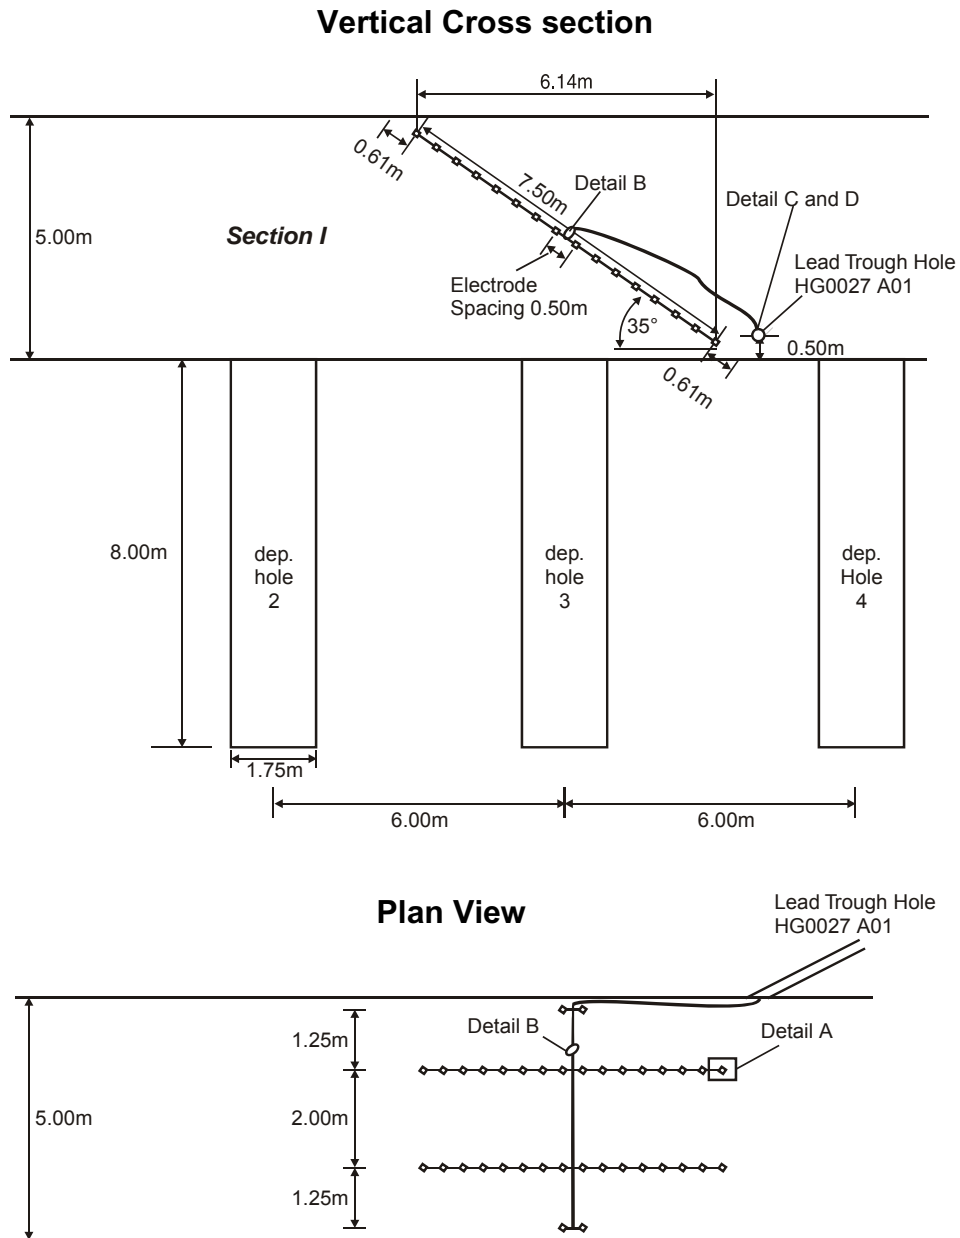 Vertical Cross section
6.14m
0.61m
7.50m
Detail B
Detail C and D
5.00m
Section I
Electrode
Spacing 0.50m
Lead Trough Hole
HG0027 A01
35°
0.50m
0.61m
8.00m
dep.
hole
2
dep.
hole
3
dep.
Hole
4
1.75m
6.00m
6.00m
Plan View
Lead Trough Hole
HG0027 A01
1.25m
Detail B
Detail A
5.00m
2.00m
1.25m